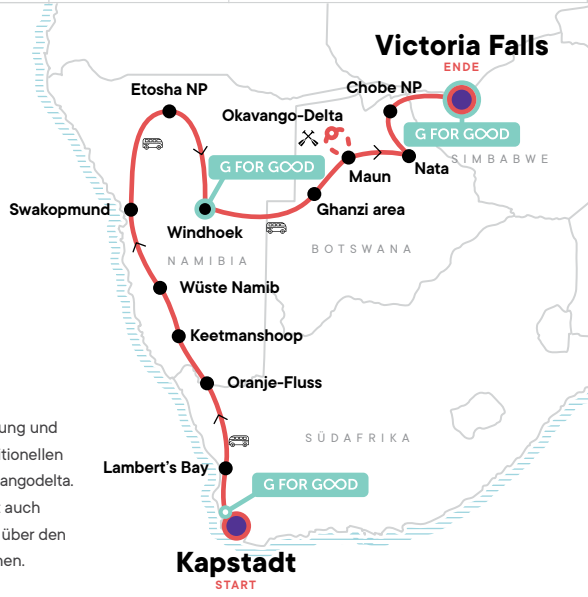 Victoria Falls
ENDE
Etosha NP
Chobe NP
Okavango-Delta
G FOR GOOD
SIMBABWE
G FOR GOOD
Nata
Maun
Swakopmund
Ghanzi area
Windhoek
BOTSWANA
NAMIBIA
Wüste Namib
Keetmanshoop
Oranje-Fluss
ung und
SÜDAFRIKA
tionellen
Lambert's Bay
angodelta.
G FOR GOOD
auch
über den
nen.
Kapstadt
START